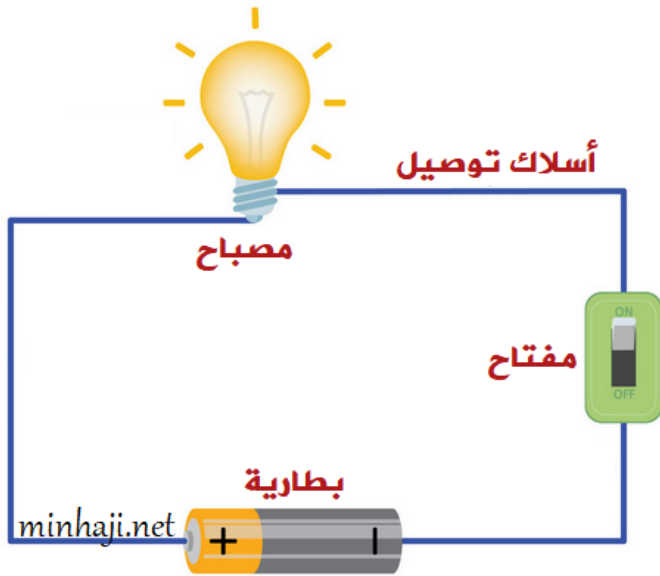 أسلاك توصيل
مصباح
ON
مفتاح
OFF
بطارية
minhaji.net
+
-